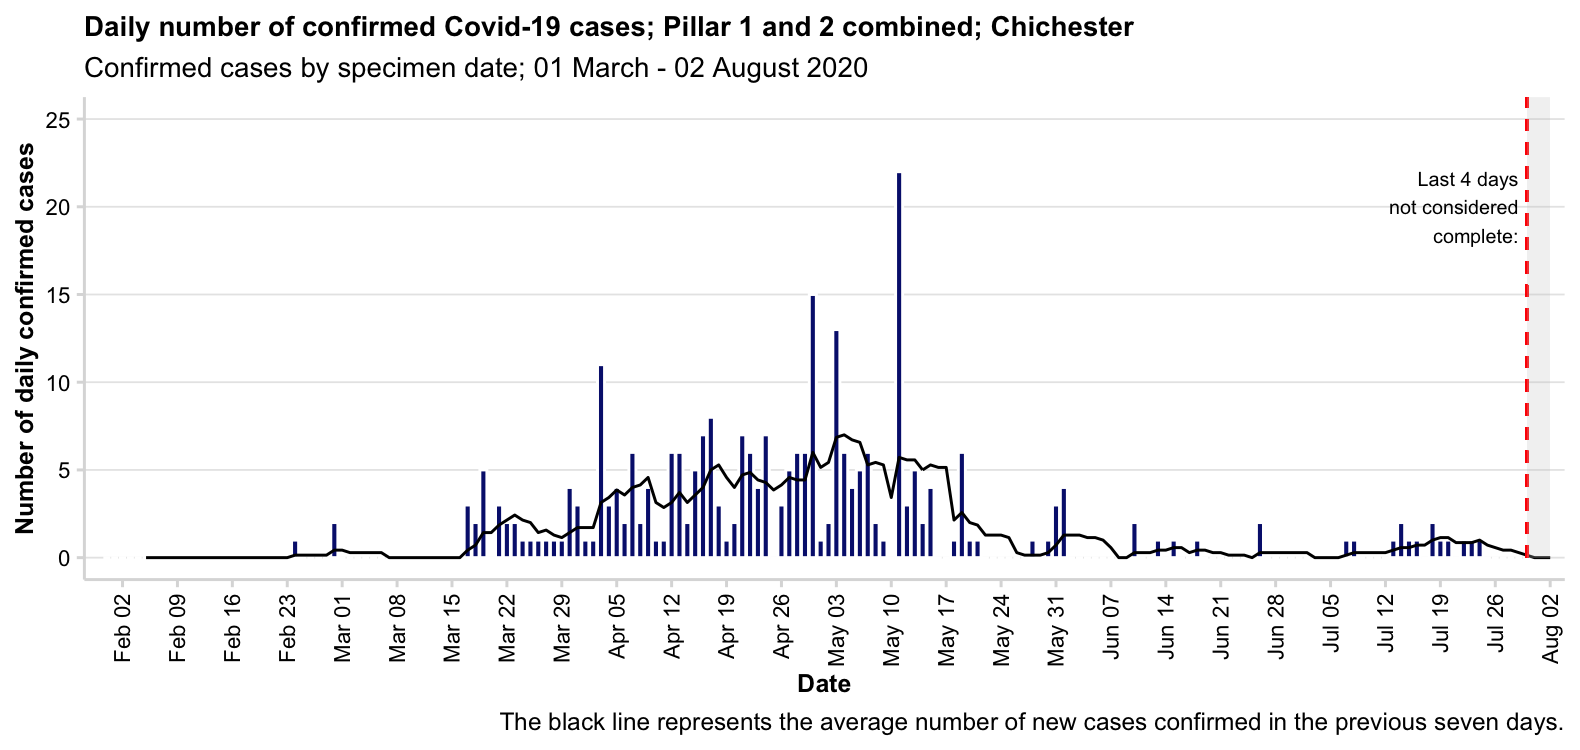 Daily number of confirmed Covid-19 cases; Pillar 1 and 2 combined; Chichester
Confirmed cases by specimen date; 01 March - 02 August 2020
Number of daily confirmed cases
25
20
15
10
5
0
Last 4 days
not considered
complete:
Feb 02
Feb 09
Feb 16
Feb 23
Mar 01
Mar 08
Mar 15
Mar 22
Mar 29
Apr 05
Apr 12
Apr 19
Apr 26
May 03
May 10
May 17
May 24
May 31
Jun 07
Jun 14
Jun 21
Jun 28
Jul 05
Jul 12
Jul 19
Jul 26
Aug 02
Date
The black line represents the average number of new cases confirmed in the previous seven days.